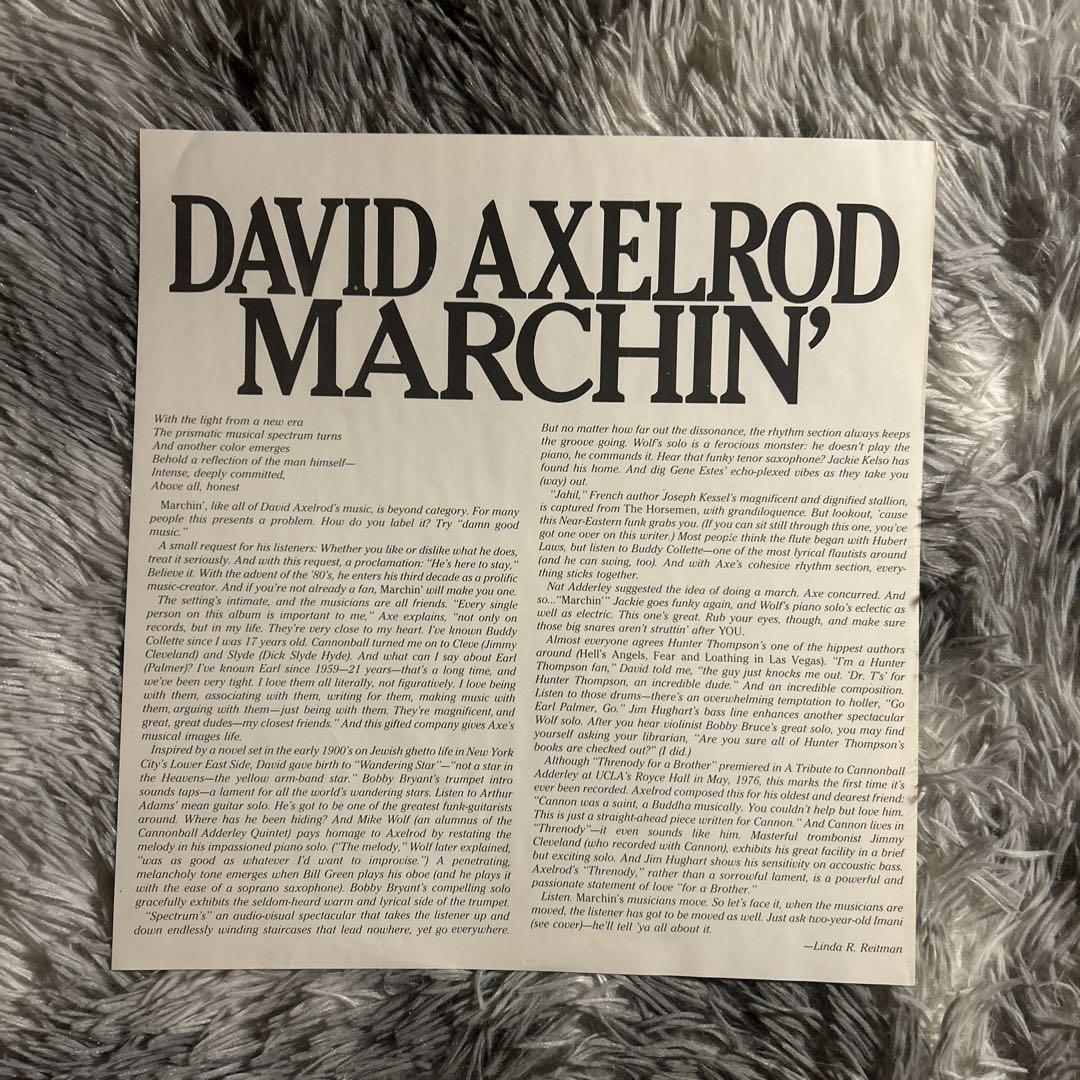 DAVID AXELROD
MARCHIN'
With the light from a new era
The prismatic musical spectrum turns
And another color emerges
Behold a reflection of the man himself—
Intense, deeply committed,
Above all, honest
Marchin', like all of David Axelrod's music, is beyond category. For many
people this presents a problem. How do you label it? Try "damn good
music."
A small request for his listeners: Whether you like or dislike what he does,
treat it seriously. And with this request, a proclamation: "He's here to stay,"
Believe it. With the advent of the '80's, he enters his third decade as a prolific
music-creator. And if you're not already a fan, Marchin' will make you one.
The setting's intimate, and the musicians are all friends. "Every single
person on this album is important to me," Axe explains, "not only on
records, but in my life. They're very close to my heart. I've known Buddy
Collette since I was 17 years old. Cannonball turned me on to Cleve (Jimmy
Cleveland) and Slyde (Dick Slyde Hyde). And what can I say about Earl
(Palmer)? I've known Earl since 1959—21 years—that's a long time, and
we've been very tight. I love them all literally, not figuratively. I love being
with them, associating with them, writing for them, making music with
them, arguing with them—just being with them. They're magnificent, and
great, great dudes—my closest friends." And this gifted company gives Axe's
musical images life.
Inspired by a novel set in the early 1900's on Jewish ghetto life in New York
City's Lower East Side, David gave birth to "Wandering Star"—"not a star in
the Heavens—the yellow arm-band star." Bobby Bryant's trumpet intro
sounds taps—a lament for all the world's wandering stars. Listen to Arthur
Adams' mean guitar solo. He's got to be one of the greatest funk-guitarists
around. Where has he been hiding? And Mike Wolf (an alumnus of the
Cannonball Adderley Quintet) pays homage to Axelrod by restating the
melody in his impassioned piano solo. ("The melody," Wolf later explained,
"was as good as whatever I'd want to improvise.") A penetrating,
melancholy tone emerges when Bill Green plays his oboe (and he plays it
with the ease of a soprano saxophone). Bobby Bryant's compelling solo
gracefully exhibits the seldom-heard warm and lyrical side of the trumpet.
"Spectrum's" an audio-visual spectacular that takes the listener up and
down endlessly winding staircases that lead nowhere, yet go everywhere.
But no matter how far out the dissonance, the rhythm section always keeps
the groove going. Wolf's solo is a ferocious monster: he doesn't play the
piano, he commands it. Hear that funky tenor saxophone? Jackie Kelso has
found his home. And dig Gene Estes' echo-plexed vibes as they take you
(way) out.
"Jahil," French author Joseph Kessel's magnificent and dignified stallion,
is captured from The Horsemen, with grandiloquence. But lookout, 'cause
this Near-Eastern funk grabs you. (If you can sit still through this one, you've
got one over on this writer.) Most people think the flute began with Hubert
Laws, but listen to Buddy Collette—one of the most lyrical flautists around
(and he can swing, too). And with Axe's cohesive rhythm section, every-
thing sticks together.
Nat Adderley suggested the idea of doing a march. Axe concurred. And
so..."Marchin'" Jackie goes funky again, and Wolf's piano solo's eclectic as
well as electric. This one's great. Rub your eyes, though, and make sure
those big snares aren't struttin' after YOU.
Almost everyone agrees Hunter Thompson's one of the hippest authors
around (Hell's Angels, Fear and Loathing in Las Vegas). "I'm a Hunter
Thompson fan," David told me, "the guy just knocks me out. 'Dr. T's' for
Hunter Thompson, an incredible dude." And an incredible composition.
Listen to those drums—there's an overwhelming temptation to holler, "Go
Earl Palmer, Go." Jim Hughart's bass line enhances another spectacular
Wolf solo. After you hear violinist Bobby Bruce's great solo, you may find
yourself asking your librarian, "Are you sure all of Hunter Thompson's
books are checked out?" (I did.)
Although "Threnody for a Brother" premiered in A Tribute to Cannonball
Adderley at UCLA's Royce Hall in May, 1976, this marks the first time it's
ever been recorded. Axelrod composed this for his oldest and dearest friend:
"Cannon was a saint, a Buddha musically. You couldn't help but love him.
This is just a straight-ahead piece written for Cannon." And Cannon lives in
"Threnody"—it even sounds like him. Masterful trombonist Jimmy
Cleveland (who recorded with Cannon), exhibits his great facility in a brief
but exciting solo. And Jim Hughart shows his sensitivity on accoustic bass.
Axelrod's "Threnody," rather than a sorrowful lament, is a powerful and
passionate statement of love "for a Brother."
Listen. Marchin's musicians move. So let's face it, when the musicians are
moved, the listener has got to be moved as well. Just ask two-year-old Imani
(see cover)—he'll tell 'ya all about it.
—Linda R. Reitman